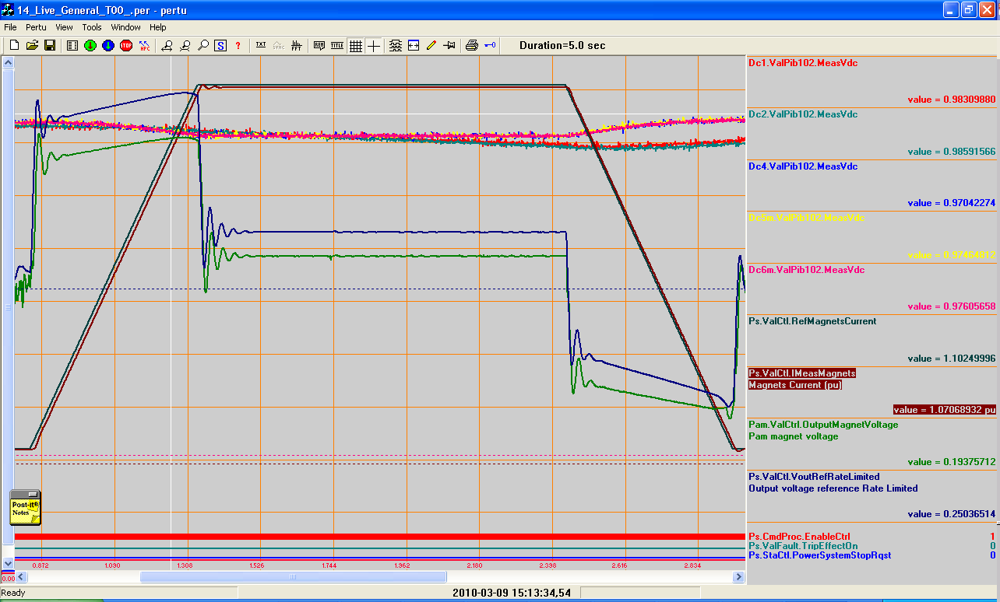 14_Live_General_T00_.per - pertu
File Pertu View Tools Window Help
STOP HPC S ? TXT SYNC FFT REM TITLE Duration=5.0 sec
Dc1.ValPib102.MeasVdc
value = 0.98309880
Dc2.ValPib102.MeasVdc
value = 0.98591566
Dc4.ValPib102.MeasVdc
value = 0.97042274
Dc5m.ValPib102.MeasVdc
value = 0.97464812
Dc6m.ValPib102.MeasVdc
value = 0.97605658
Ps.ValCtl.RefMagnetsCurrent
value = 1.10249996
Ps.ValCtl.IMeasMagnets
Magnets Current (pu)
value = 1.07068932 pu
Pam.ValCtrl.OutputMagnetVoltage
Pam magnet voltage
value = 0.19375712
Ps.ValCtl.VoutRefRateLimited
Output voltage reference Rate Limited
value = 0.25036514
Post-it®
Notes
Ps.CmdProc.EnableCtrl 1
Ps.ValFault.TripEffectOn 0
Ps.StaCtl.PowerSystemStopRqst 0
0.872 1.030 1.308 1.526 1.744 1.962 2.180 2.398 2.616 2.834
0.00
Ready 2010-03-09 15:13:34,54